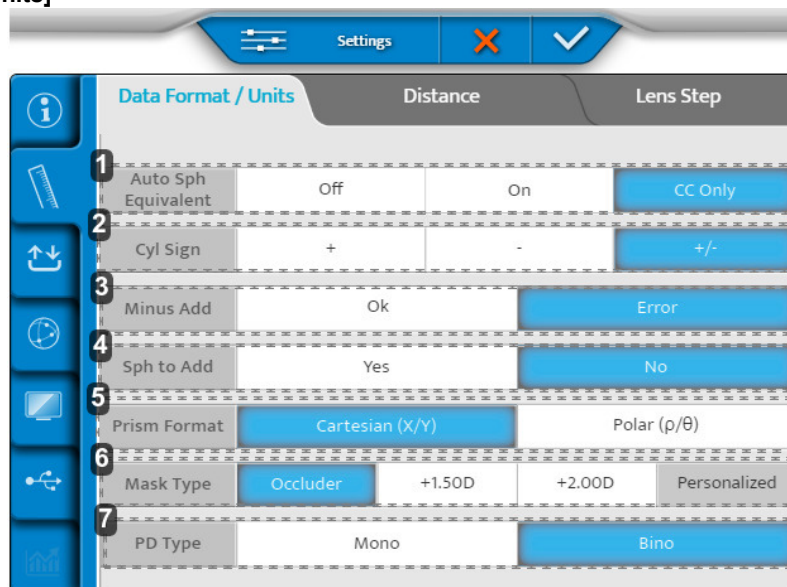 nits]
Settings
Data Format / Units Distance Lens Step
1
Auto Sph
Equivalent Off On CC Only
2
Cyl Sign + - +/-
3
Minus Add Ok Error
4
Sph to Add Yes No
5
Prism Format Cartesian (X/Y) Polar (ρ/θ)
6
Mask Type Occluder +1.50D +2.00D Personalized
7
PD Type Mono Bino